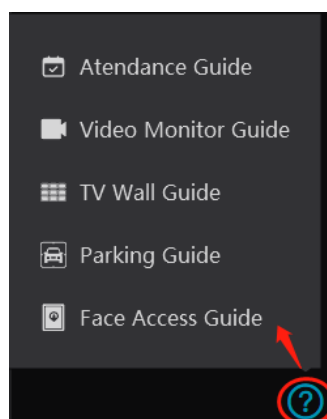 Atendance Guide
Video Monitor Guide
TV Wall Guide
Parking Guide
Face Access Guide
?